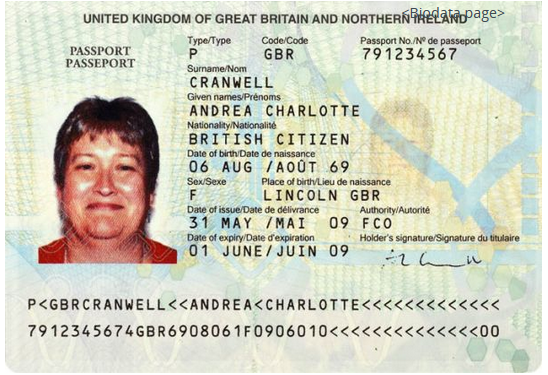 <Biodata page>
UNITED KINGDOM OF GREAT BRITAIN AND NORTHERN IRELAND
PASSPORT
PASSEPORT
Type/Type Code/Code Passport No./Nº de passeport
P GBR 791234567
Surname/Nom
CRANWELL
Given names/Prénoms
ANDREA CHARLOTTE
Nationality/Nationalité
BRITISH CITIZEN
Date of birth/Date de naissance
06 AUG /AOÛT 69
Sex/Sexe Place of birth/Lieu de naissance
F LINCOLN GBR
Date of issue/Date de délivrance Authority/Autorité
31 MAY /MAI 09 FCO
Date of expiry/Date d'expiration Holder's signature/Signature du titulaire
01 JUNE/JUIN 09
P<GBRCRANWELL<<ANDREA<CHARLOTTE<<<<<<<<<<<<<
7912345674GBR6908061F0906010<<<<<<<<<<<<<<00